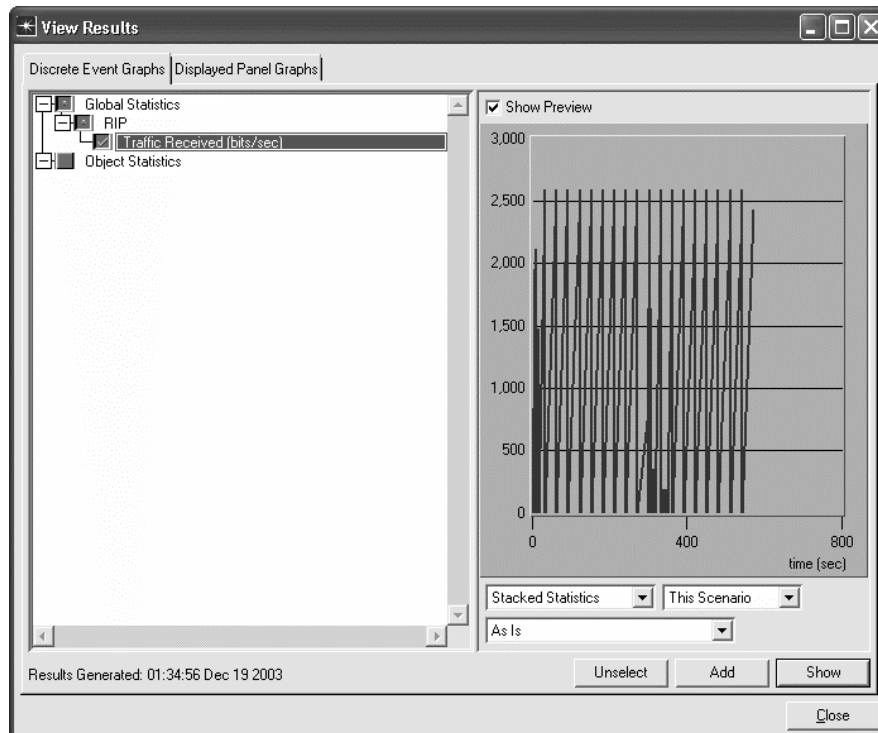 View Results
Discrete Event Graphs
Displayed Panel Graphs
Global Statistics
RIP
Traffic Received (bits/sec)
Object Statistics
Show Preview
3,000
2,500
2,000
1,500
1,000
500
0
0 400 800
time (sec)
Stacked Statistics
This Scenario
As Is
Results Generated: 01:34:56 Dec 19 2003
Unselect
Add
Show
Close